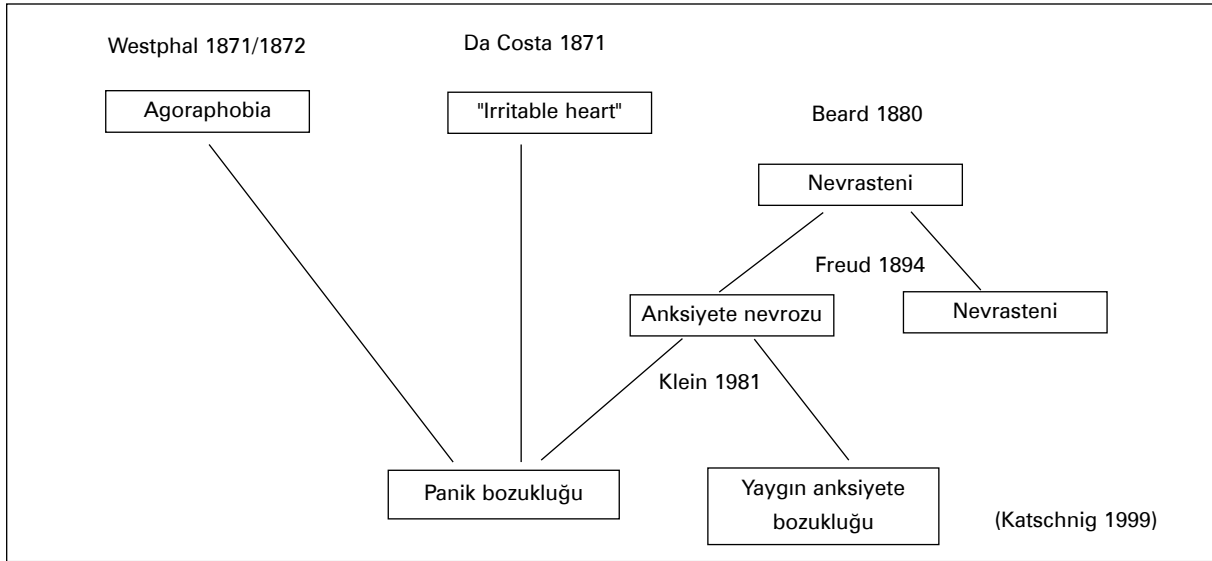 Westphal 1871/1872
Da Costa 1871
Agoraphobia
"Irritable heart"
Beard 1880
Nevrasteni
Freud 1894
Anksiyete nevrozu
Nevrasteni
Klein 1981
Panik bozukluğu
Yaygın anksiyete
bozukluğu
(Katschnig 1999)